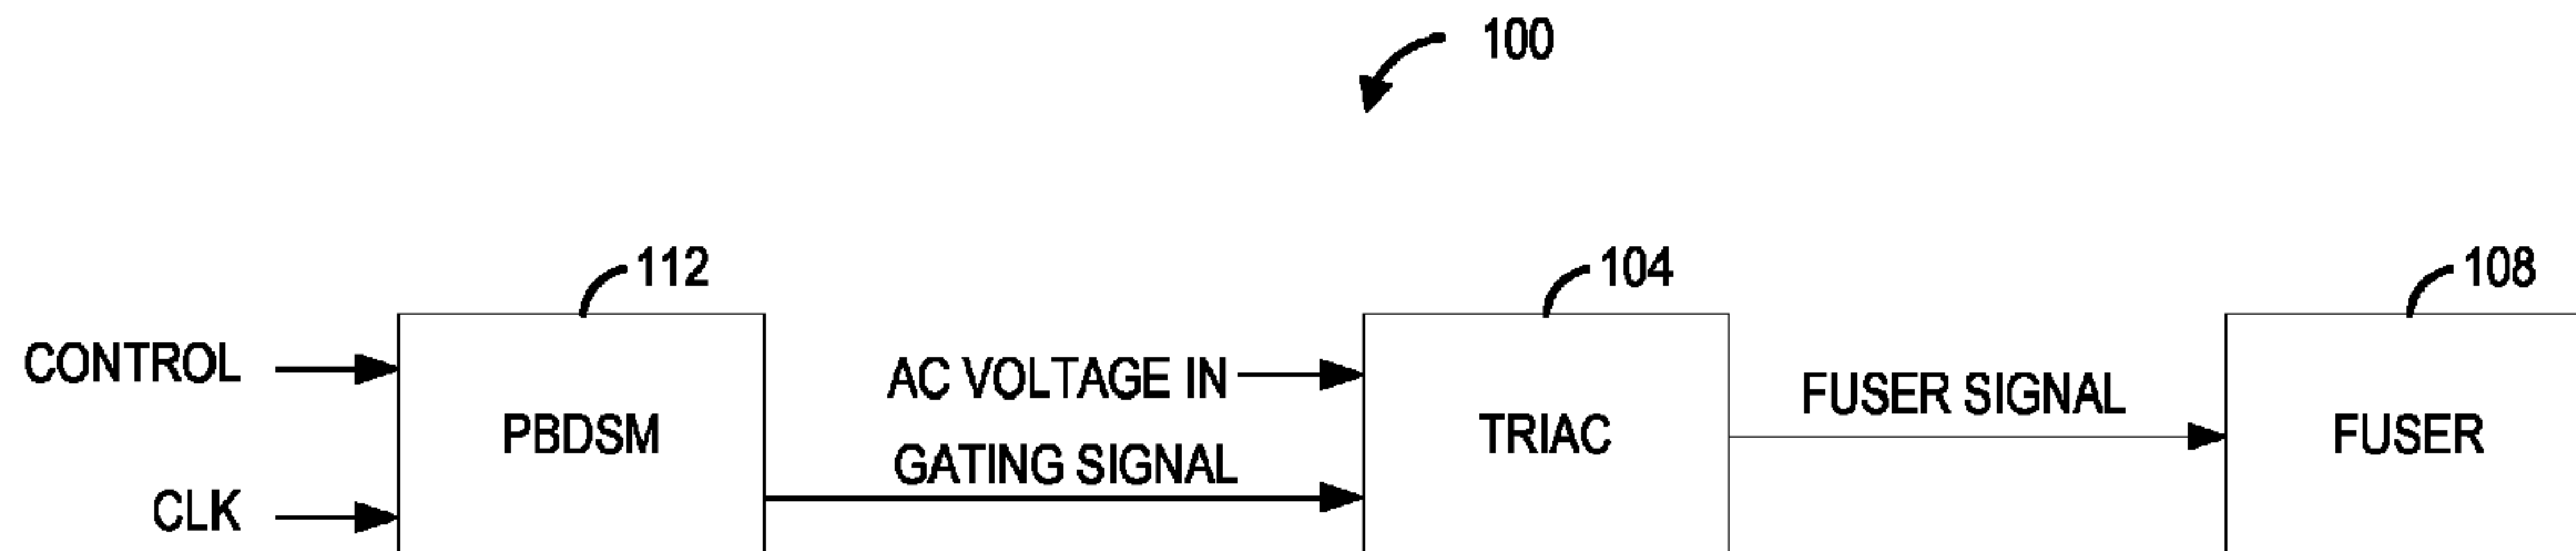 100
112
104
108
CONTROL
AC VOLTAGE IN
FUSER SIGNAL
PBDSM
TRIAC
FUSER
GATING SIGNAL
CLK